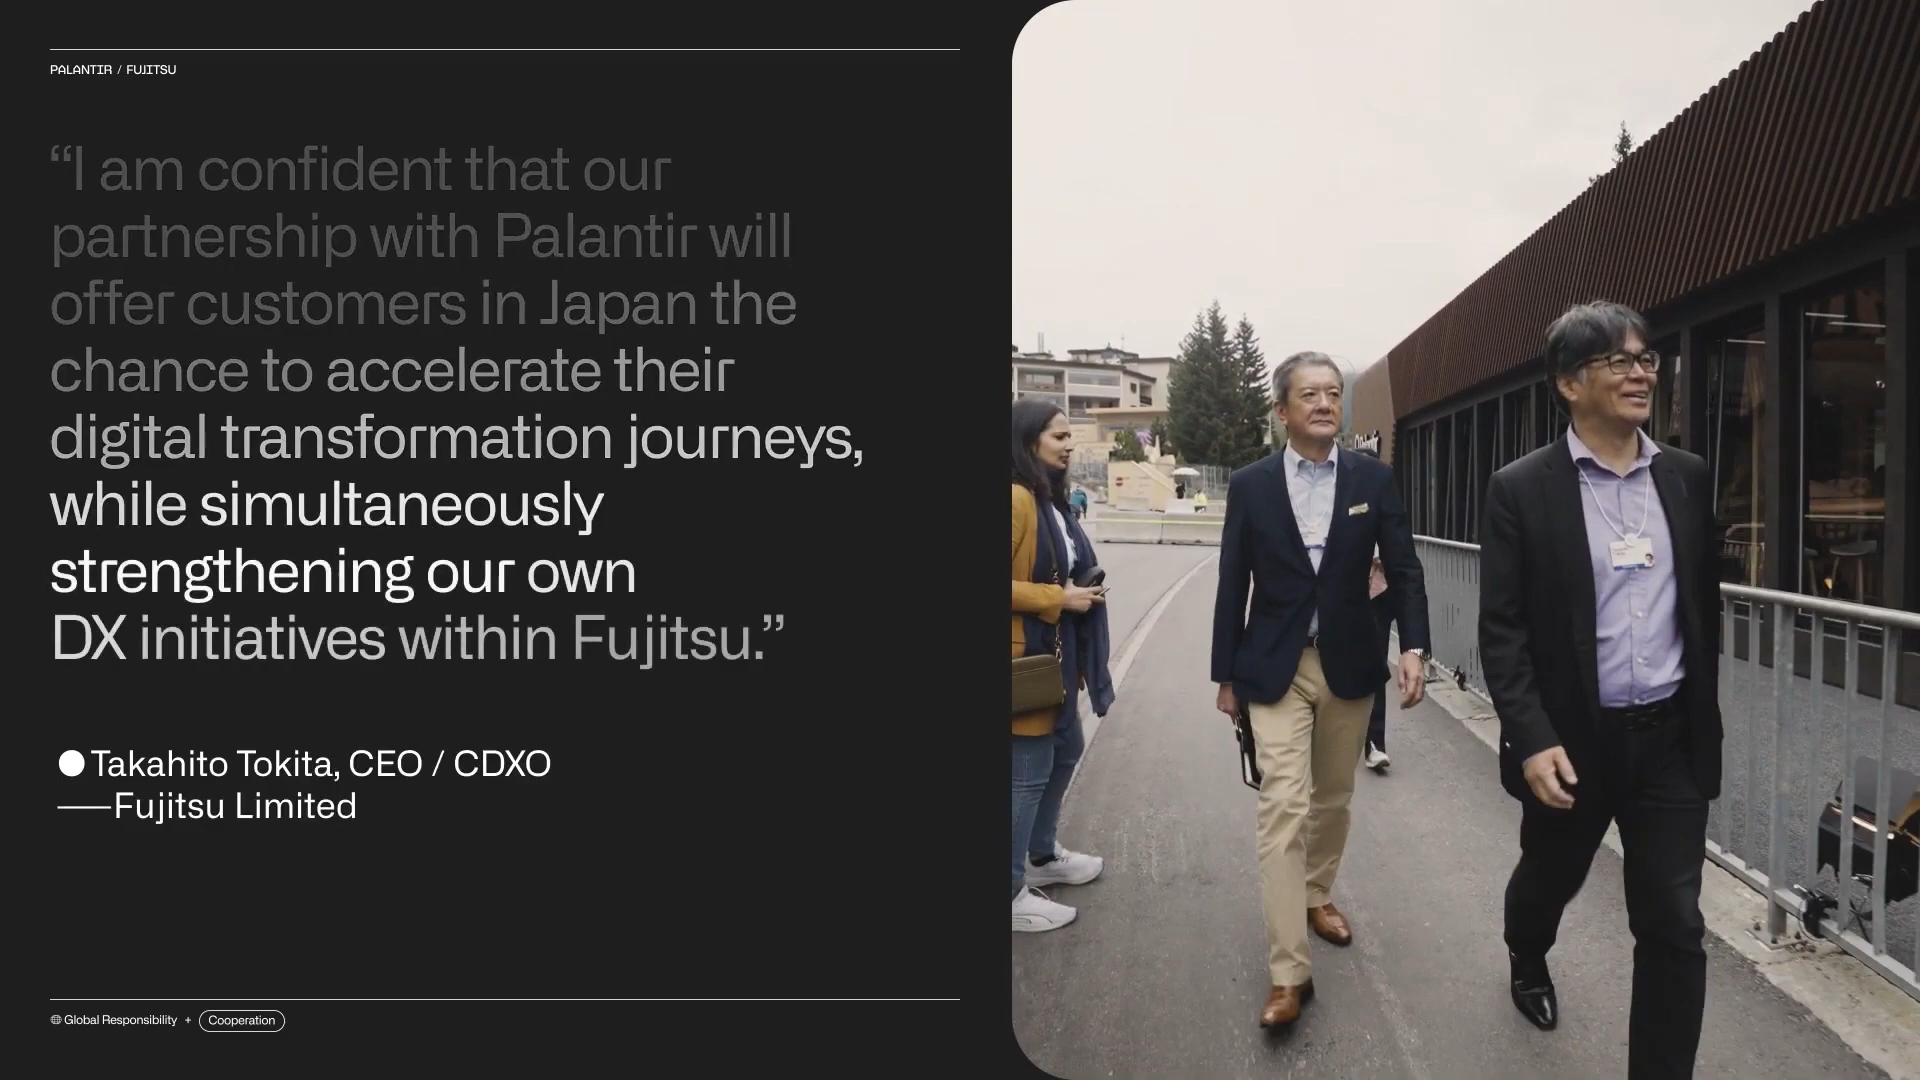 PALANTIR / FUJITSU
“I am confident that our
partnership with Palantir will
offer customers in Japan the
chance to accelerate their
digital transformation journeys,
while simultaneously
strengthening our own
DX initiatives within Fujitsu.”
Takahito Tokita, CEO / CDXO
Fujitsu Limited
Global Responsibility + Cooperation